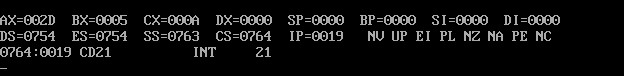 AX=002D  BX=0005  CX=000A  DX=0000  SP=0000  BP=0000  SI=0000  DI=0000
DS=0754  ES=0754  SS=0763  CS=0764  IP=0019   NV UP EI PL NZ NA PE NC
0764:0019 CD21          INT     21
-